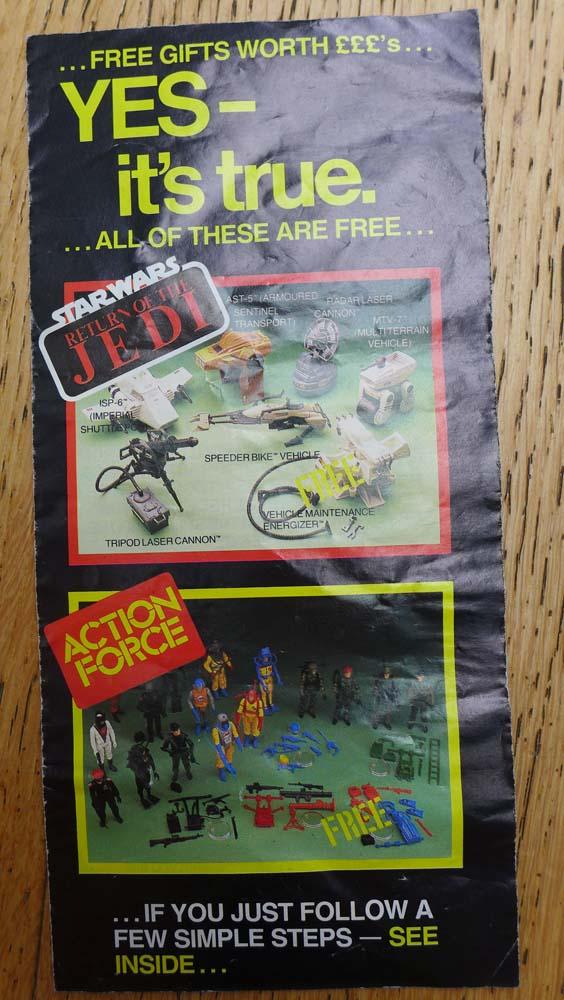 ...FREE GIFTS WORTH £££'s...
YES –
it's true.
...ALL OF THESE ARE FREE...
STAR WARS
RETURN OF THE
JEDI
AST-5™ (ARMOURED
SENTINEL
TRANSPORT)
RADAR LASER
CANNON™
MTV-7™
(MULTI TERRAIN
VEHICLE)
ISP-6™
(IMPERIAL
SHUTTLE
SPEEDER BIKE™ VEHICLE
FREE
VEHICLE MAINTENANCE
ENERGIZER™
TRIPOD LASER CANNON™
ACTION
FORCE
FREE
...IF YOU JUST FOLLOW A
FEW SIMPLE STEPS — SEE
INSIDE...